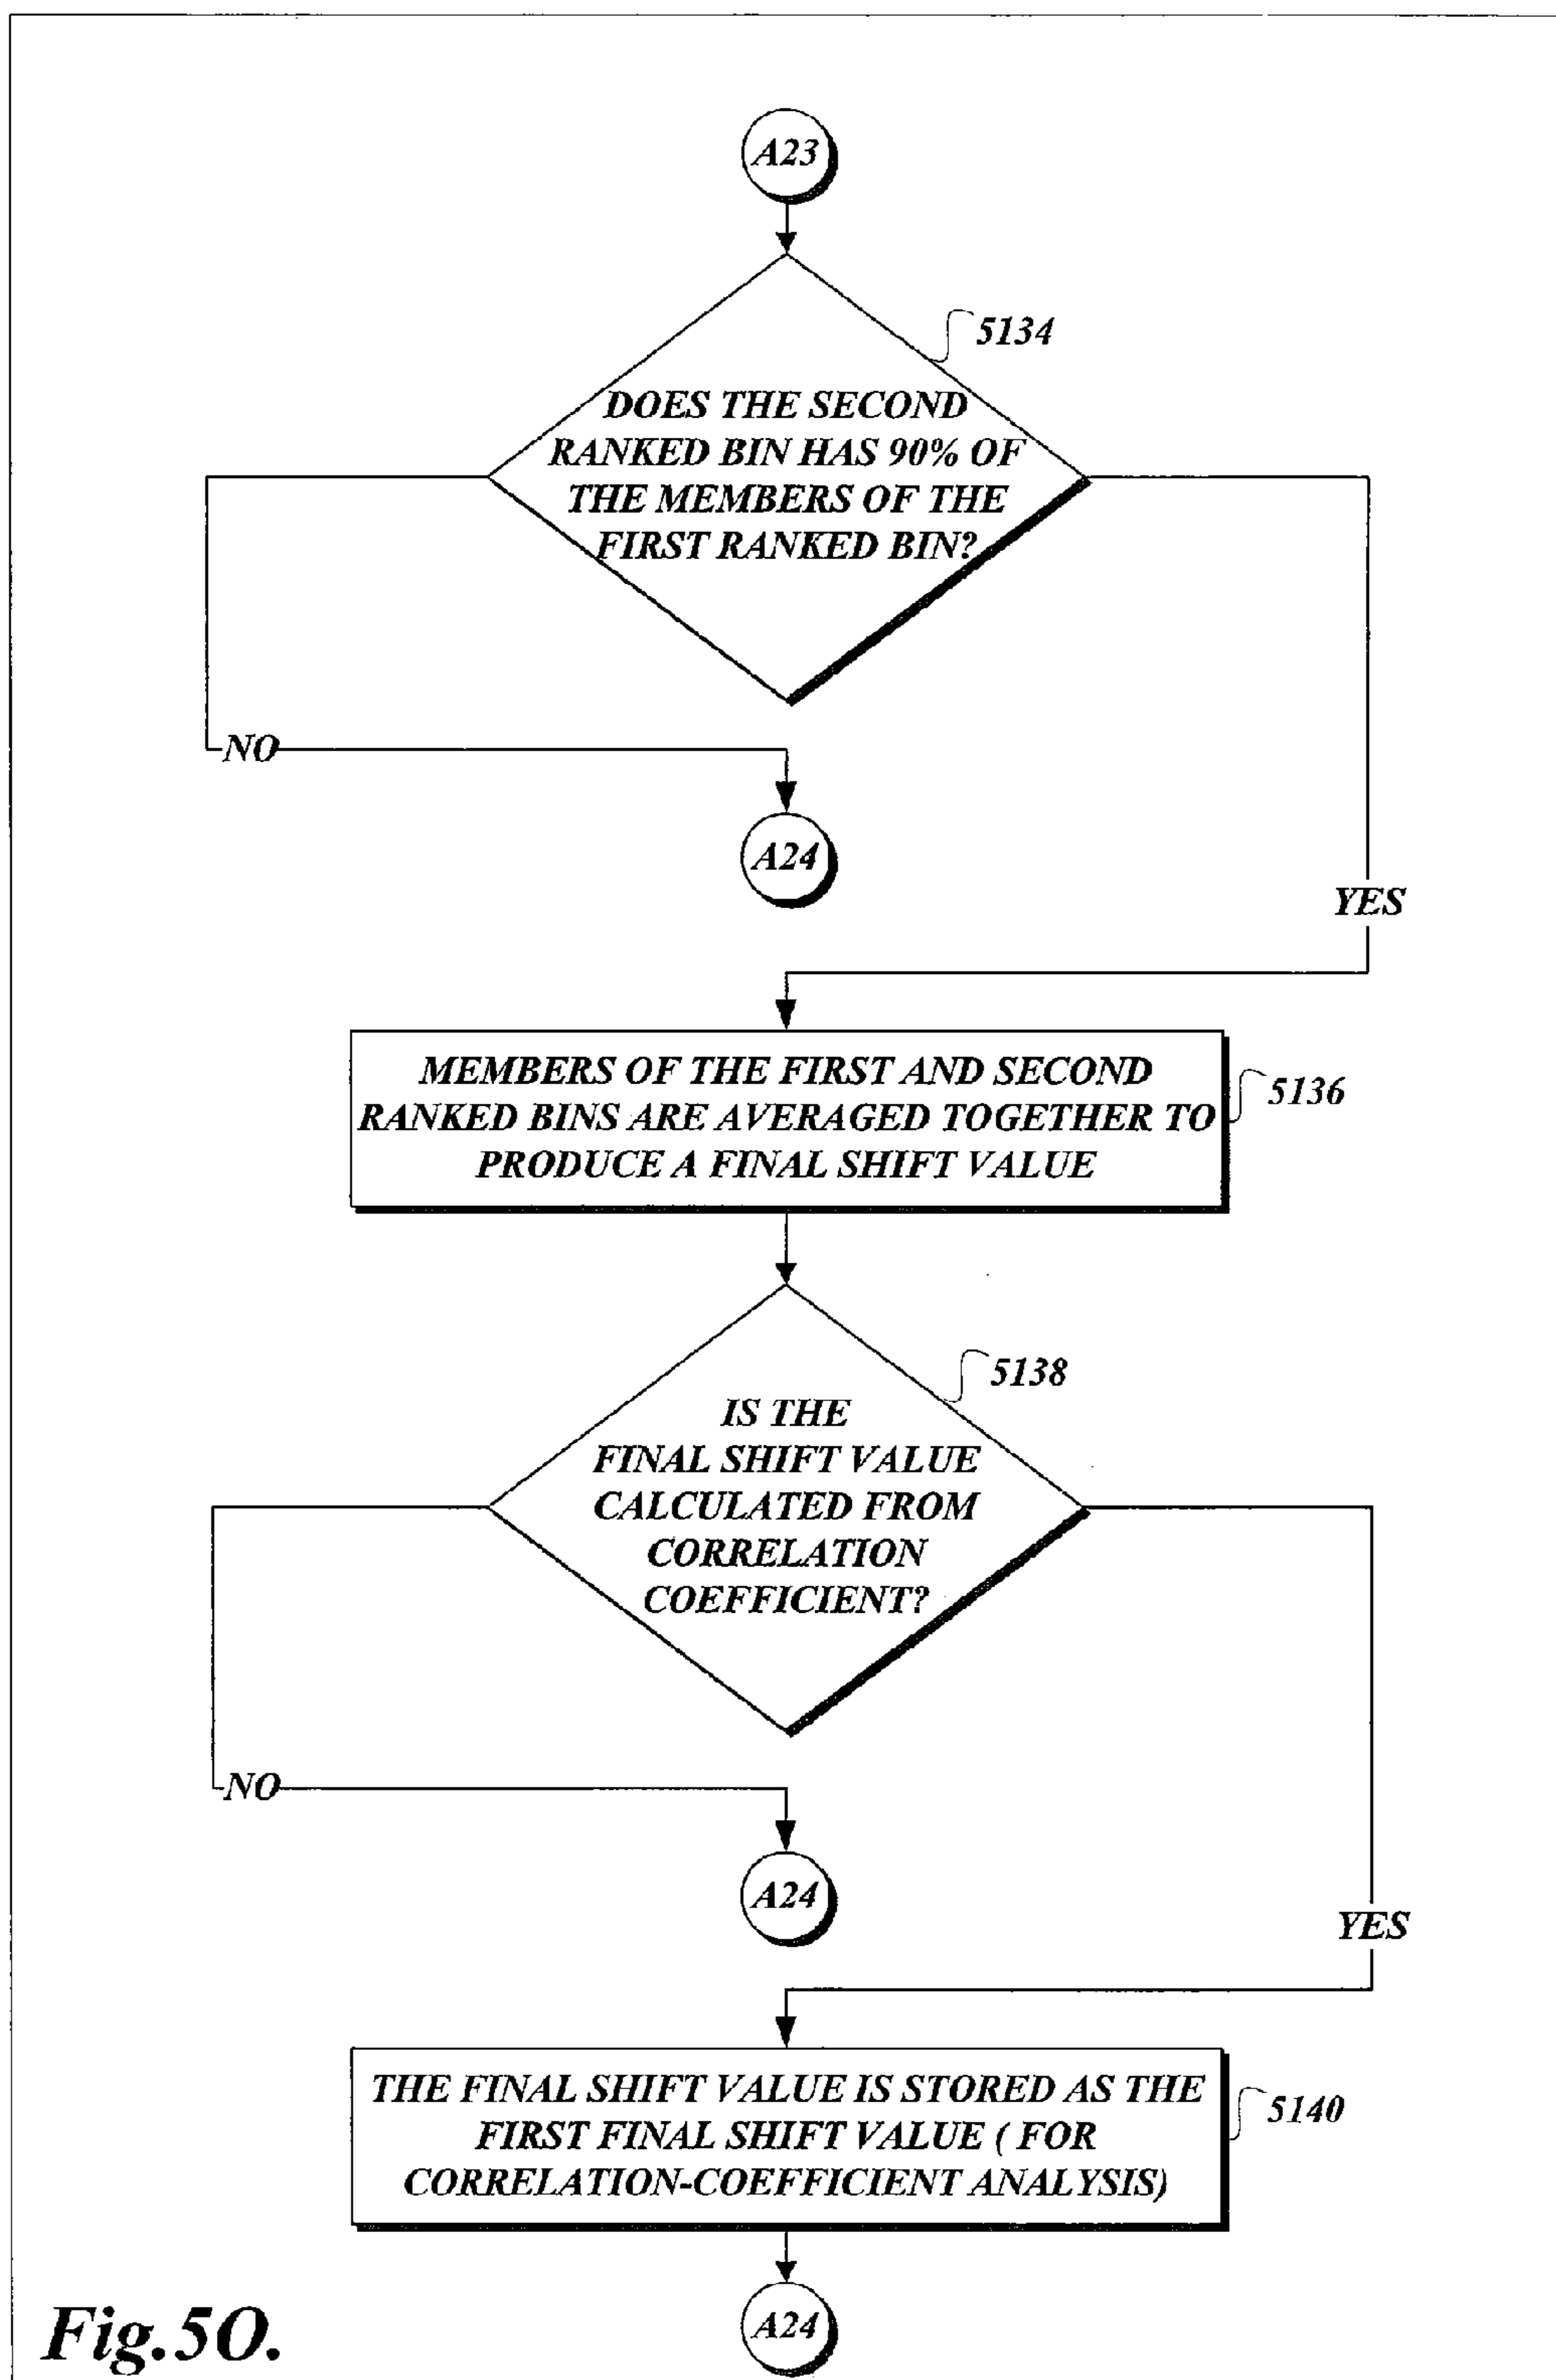 A23
5134
DOES THE SECOND
RANKED BIN HAS 90% OF
THE MEMBERS OF THE
FIRST RANKED BIN?
NO
A24
YES
MEMBERS OF THE FIRST AND SECOND
RANKED BINS ARE AVERAGED TOGETHER TO
PRODUCE A FINAL SHIFT VALUE
5136
5138
IS THE
FINAL SHIFT VALUE
CALCULATED FROM
CORRELATION
COEFFICIENT?
NO
A24
YES
THE FINAL SHIFT VALUE IS STORED AS THE
FIRST FINAL SHIFT VALUE ( FOR
CORRELATION-COEFFICIENT ANALYSIS)
5140
A24
Fig.5O.